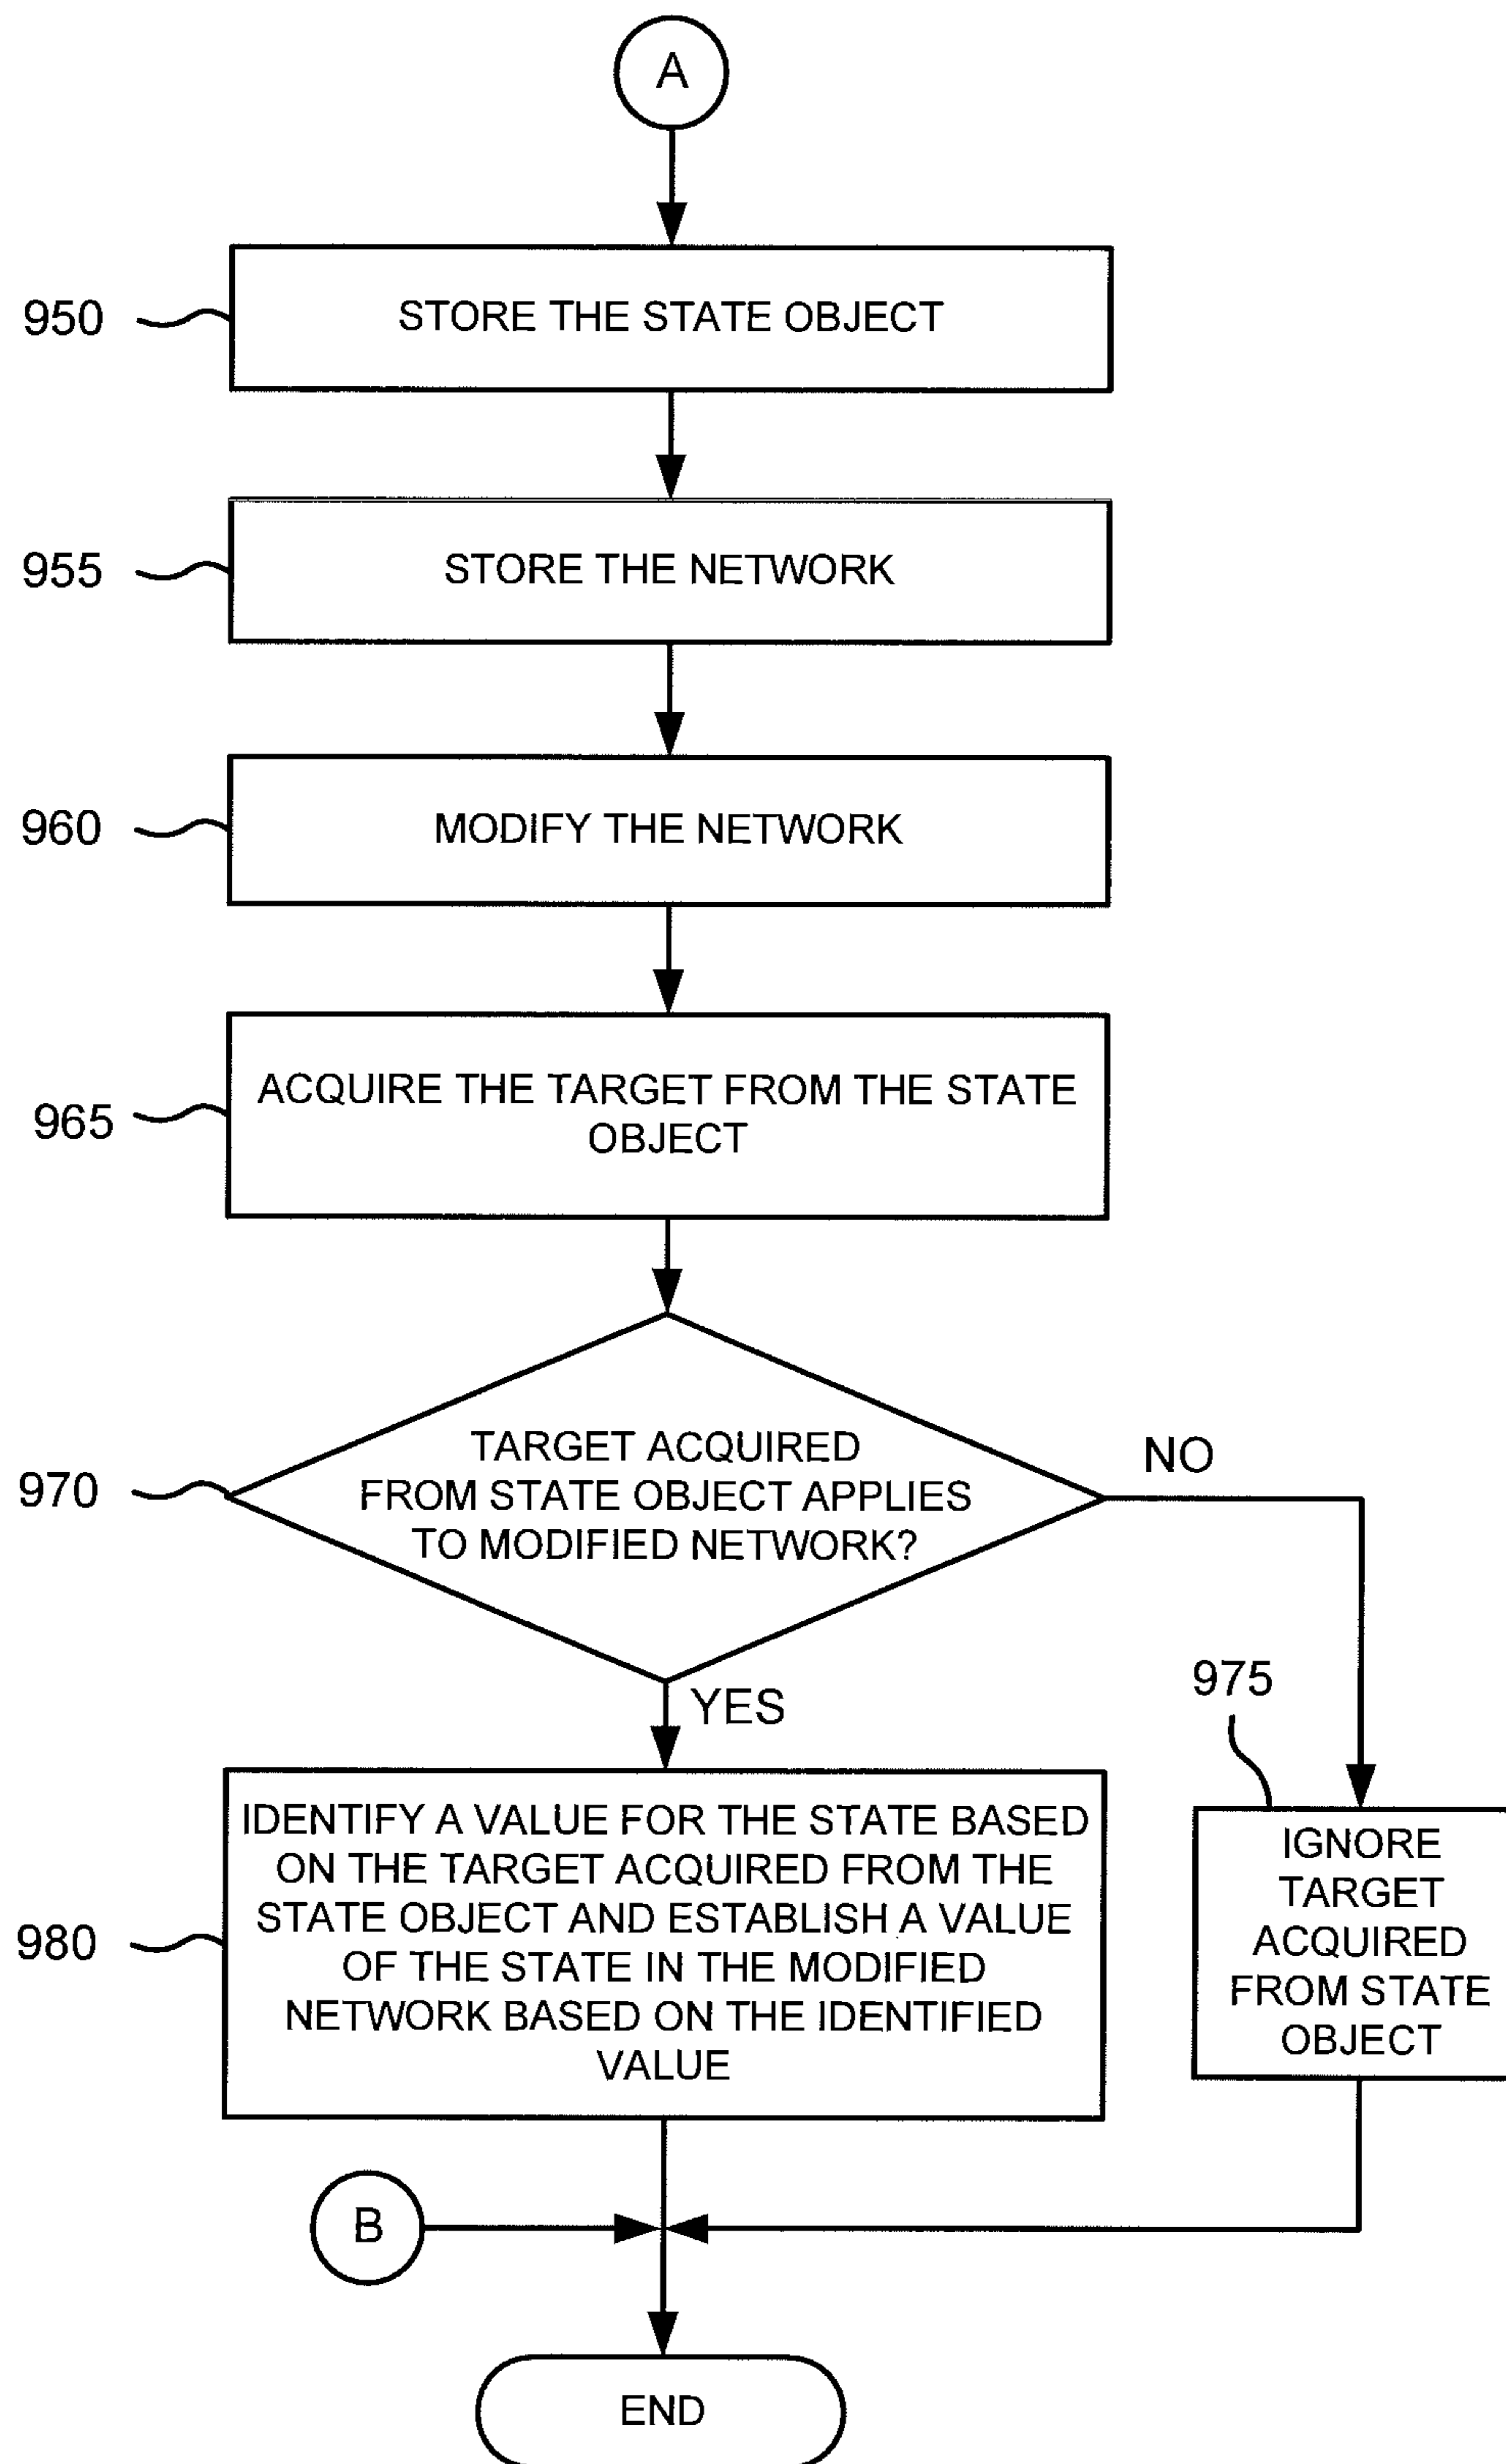 A
950
STORE THE STATE OBJECT
955
STORE THE NETWORK
960
MODIFY THE NETWORK
965
ACQUIRE THE TARGET FROM THE STATE
OBJECT
970
TARGET ACQUIRED
FROM STATE OBJECT APPLIES
TO MODIFIED NETWORK?
NO
YES
975
IGNORE
TARGET
ACQUIRED
FROM STATE
OBJECT
980
IDENTIFY A VALUE FOR THE STATE BASED
ON THE TARGET ACQUIRED FROM THE
STATE OBJECT AND ESTABLISH A VALUE
OF THE STATE IN THE MODIFIED
NETWORK BASED ON THE IDENTIFIED
VALUE
B
END